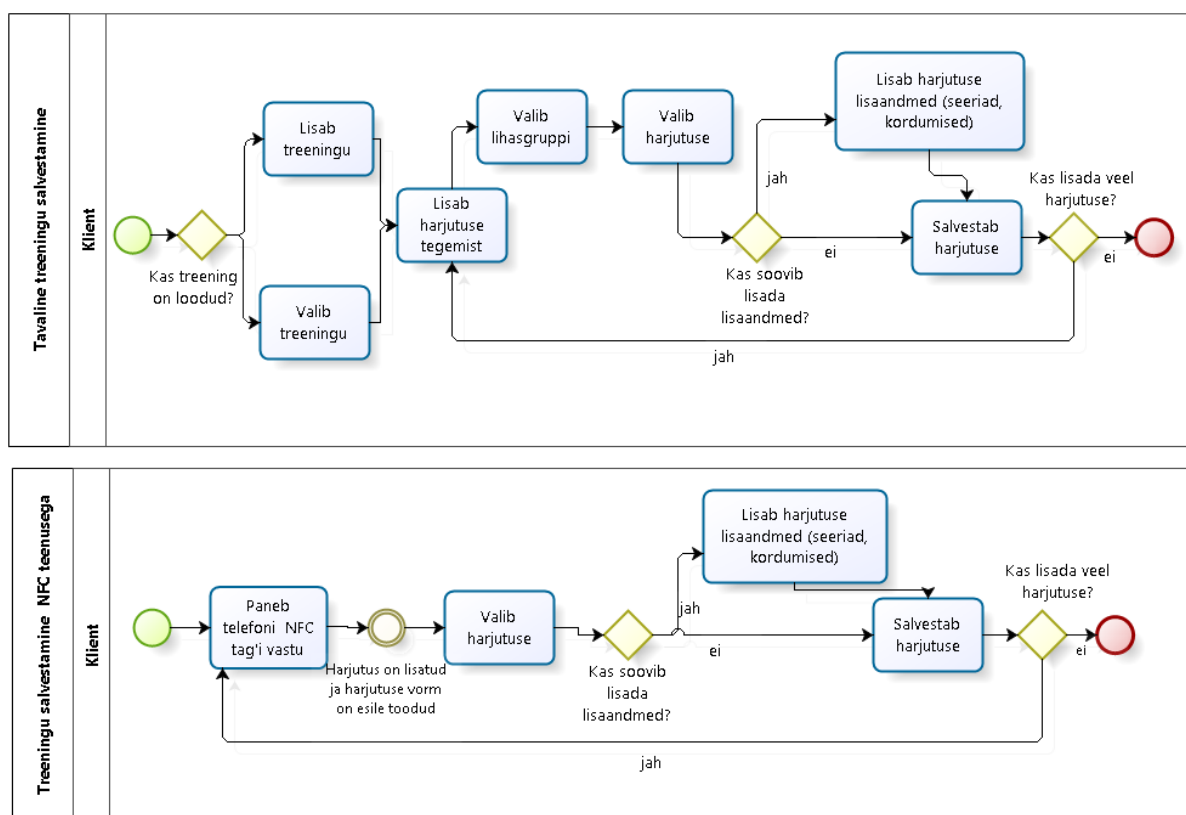 Tavaline treeningu salvestamine
Klient
Kas treening
on loodud?
Lisab
treeningu
Valib
treeningu
Lisab
harjutuse
tegemist
Valib
lihasgruppi
Valib
harjutuse
Kas soovib
lisada
lisaandmed?
jah
ei
Lisab harjutuse
lisaandmed (seeriad,
kordumised)
Salvestab
harjutuse
Kas lisada veel
harjutuse?
ei
jah
Treeningu salvestamine NFC teenusega
Klient
Paneb
telefoni NFC
tag'i vastu
Harjutus on lisatud
ja harjutuse vorm
on esile toodud
Valib
harjutuse
Kas soovib
lisada
lisaandmed?
jah
ei
Lisab harjutuse
lisaandmed (seeriad,
kordumised)
Salvestab
harjutuse
Kas lisada veel
harjutuse?
ei
jah